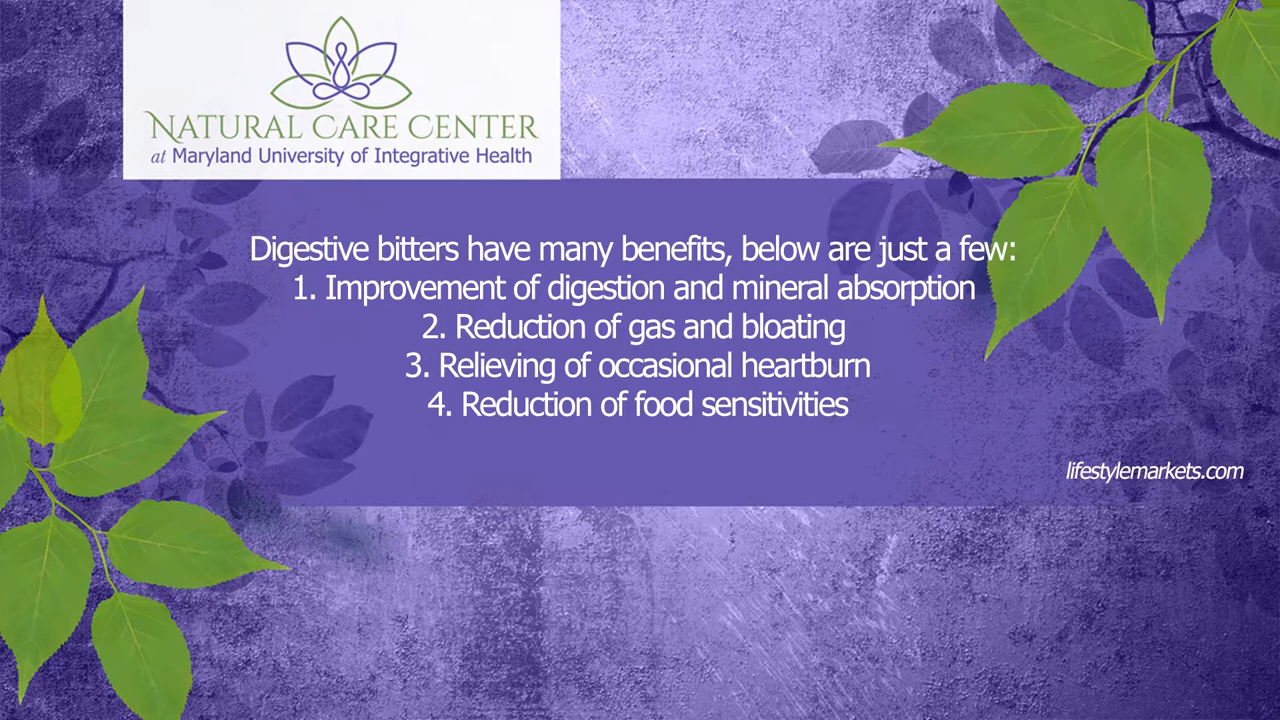 NATURAL CARE CENTER
at Maryland University of Integrative Health
Digestive bitters have many benefits, below are just a few:
1. Improvement of digestion and mineral absorption
2. Reduction of gas and bloating
3. Relieving of occasional heartburn
4. Reduction of food sensitivities
lifestylemarkets.com